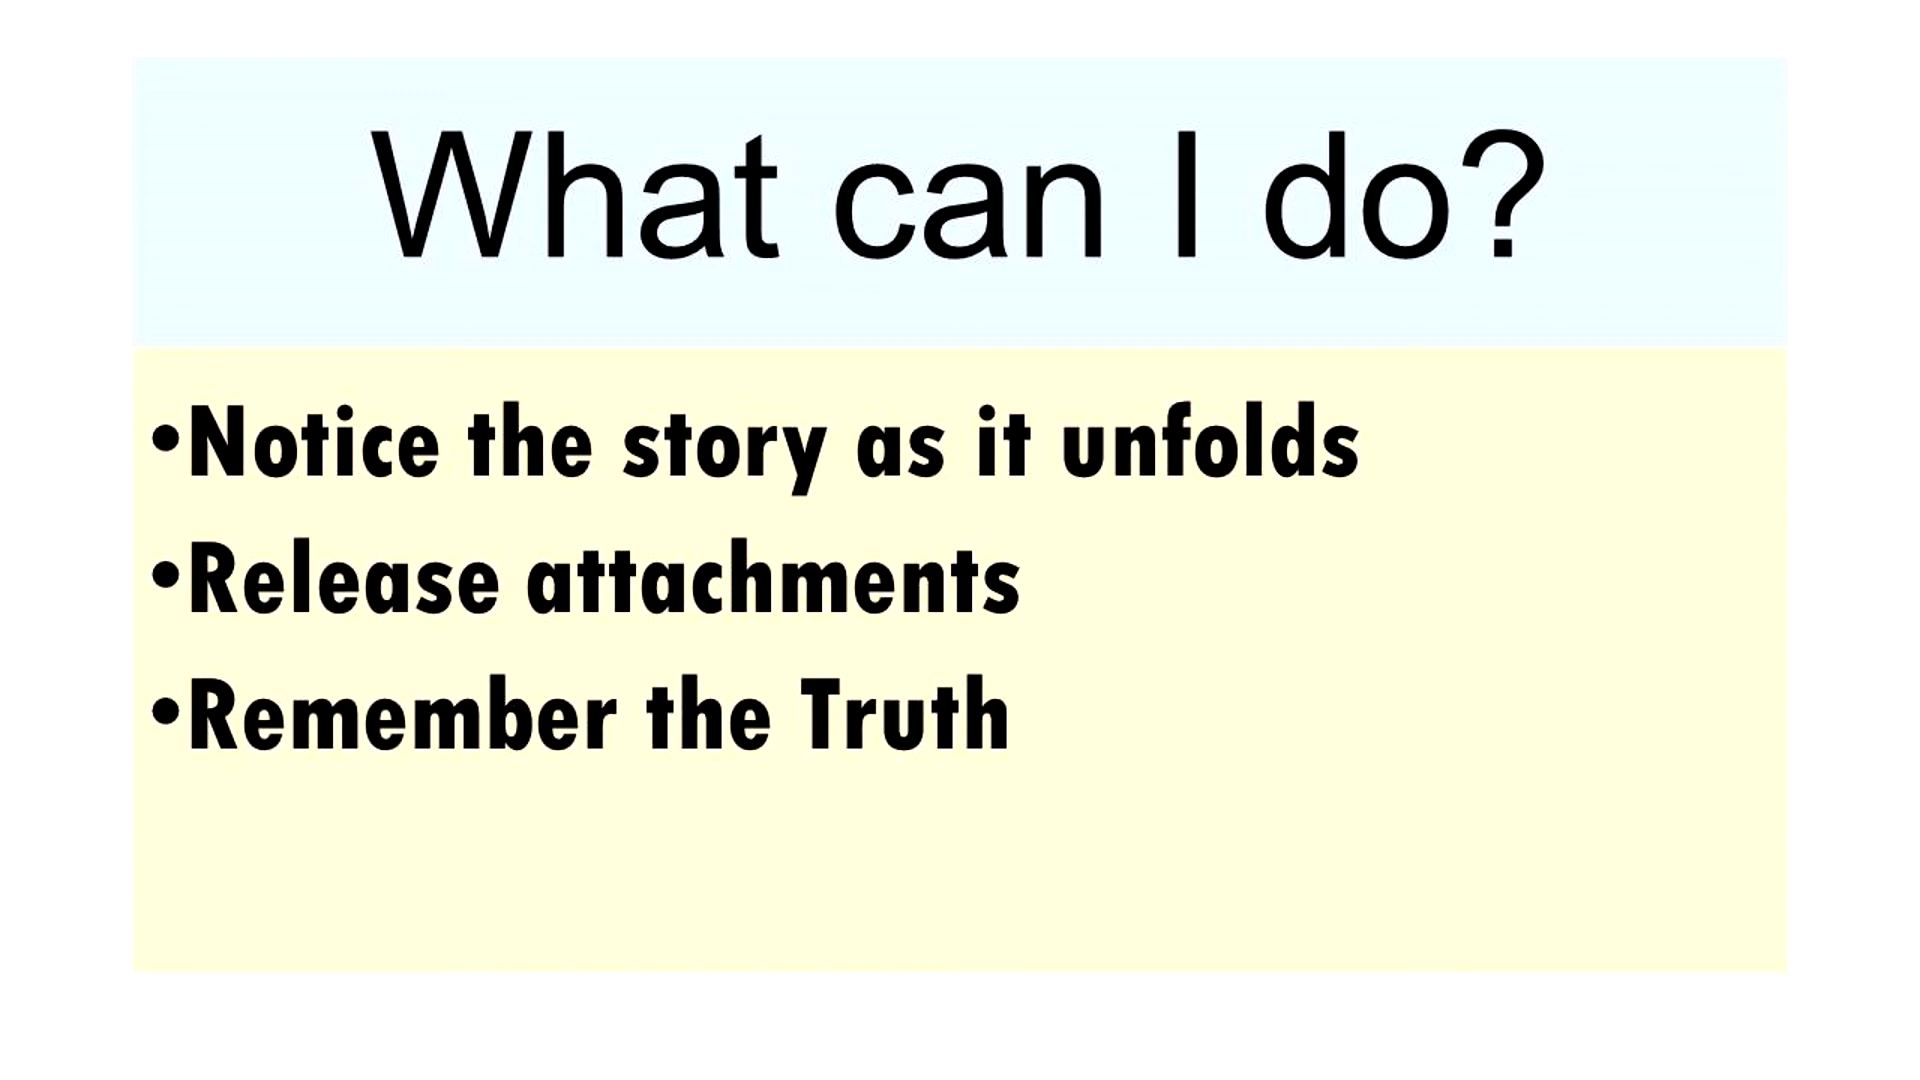 What can I do?
•Notice the story as it unfolds
•Release attachments
•Remember the Truth